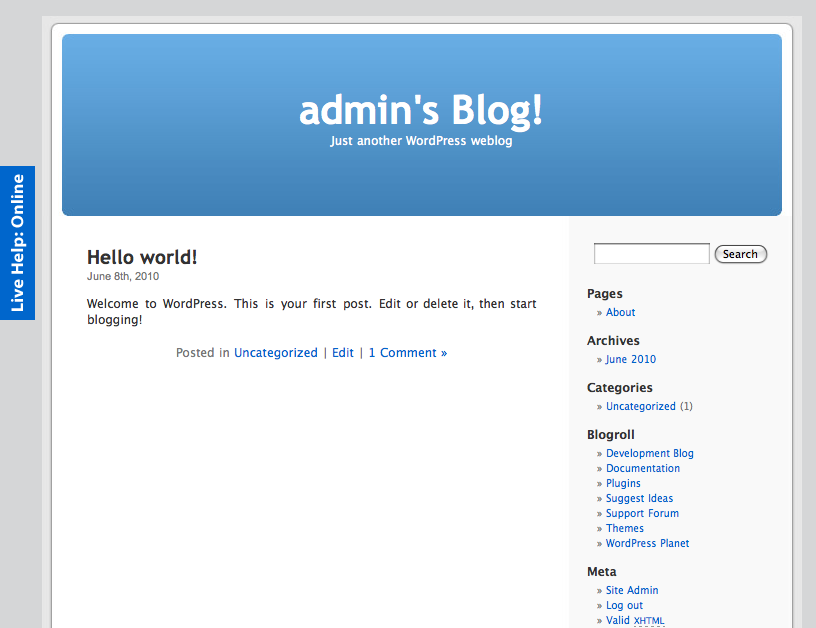 admin's Blog!
Just another WordPress weblog
Live Help: Online
Hello world!
June 8th, 2010
Welcome to WordPress. This is your first post. Edit or delete it, then start
blogging!
Posted in Uncategorized | Edit | 1 Comment »
Search
Pages
» About
Archives
» June 2010
Categories
» Uncategorized (1)
Blogroll
» Development Blog
» Documentation
» Plugins
» Suggest Ideas
» Support Forum
» Themes
» WordPress Planet
Meta
» Site Admin
» Log out
» Valid XHTML